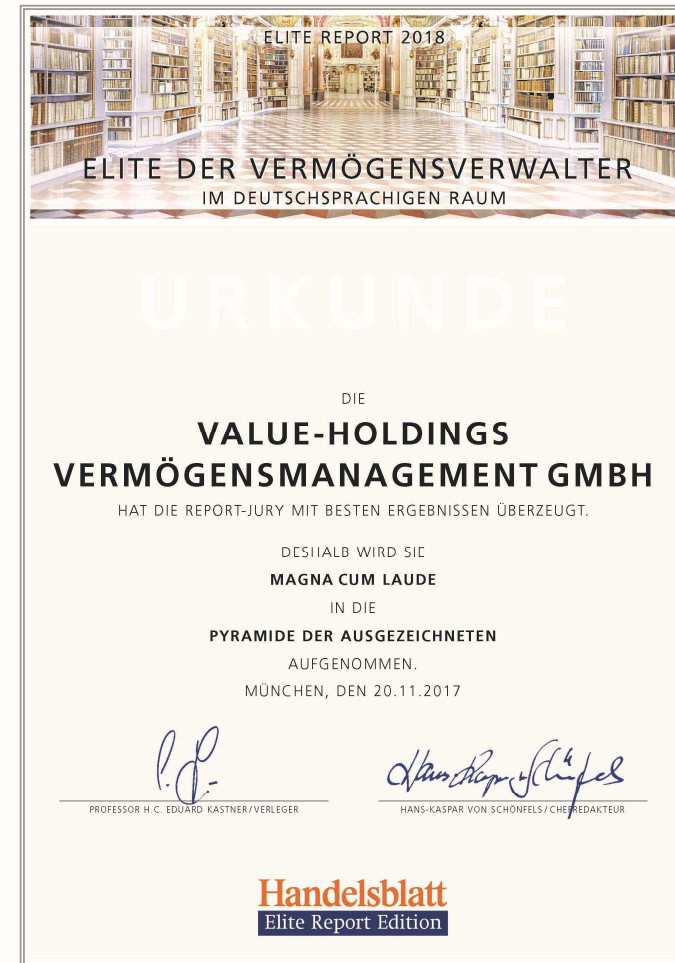 ELITE REPORT 2018
ELITE DER VERMÖGENSVERWALTER
IM DEUTSCHSPRACHIGEN RAUM
URKUNDE
DIE
VALUE-HOLDINGS
VERMÖGENSMANAGEMENT GMBH
HAT DIE REPORT-JURY MIT BESTEN ERGEBNISSEN ÜBERZEUGT.
DESHALB WIRD SIE
MAGNA CUM LAUDE
IN DIE
PYRAMIDE DER AUSGEZEICHNETEN
AUFGENOMMEN.
MÜNCHEN, DEN 20.11.2017
PROFESSOR H.C. EDUARD KASTNER/VERLEGER
HANS-KASPAR VON SCHÖNFELS/CHEFREDAKTEUR
Handelsblatt
Elite Report Edition